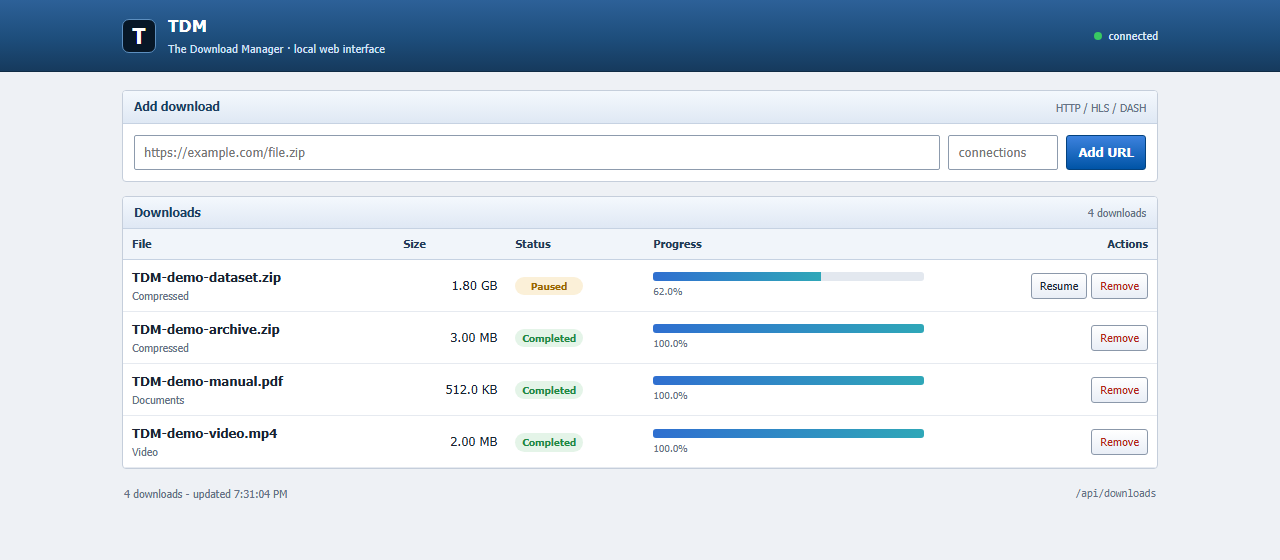 T
TDM
The Download Manager · local web interface
connected
Add download
HTTP / HLS / DASH
https://example.com/file.zip
connections
Add URL
Downloads
4 downloads
File Size Status Progress Actions
TDM-demo-dataset.zip
Compressed
1.80 GB
Paused
62.0%
Resume
Remove
TDM-demo-archive.zip
Compressed
3.00 MB
Completed
100.0%
Remove
TDM-demo-manual.pdf
Documents
512.0 KB
Completed
100.0%
Remove
TDM-demo-video.mp4
Video
2.00 MB
Completed
100.0%
Remove
4 downloads - updated 7:31:04 PM
/api/downloads